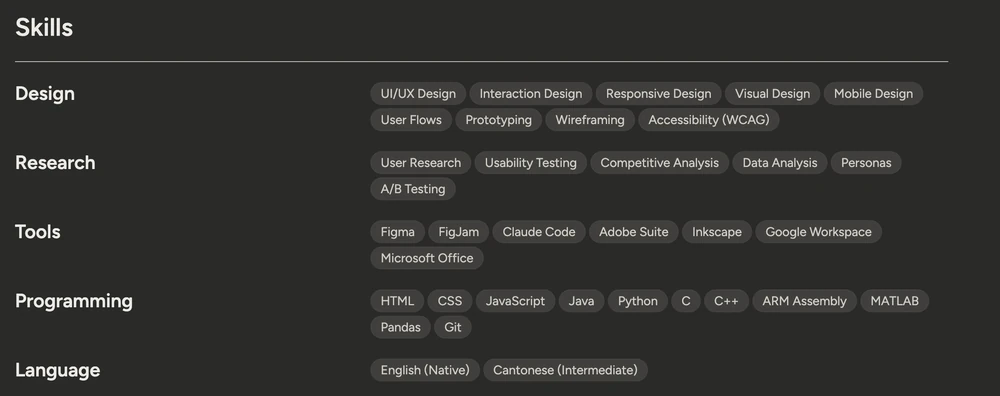 Skills
Design
UI/UX Design Interaction Design Responsive Design Visual Design Mobile Design
User Flows Prototyping Wireframing Accessibility (WCAG)
Research
User Research Usability Testing Competitive Analysis Data Analysis Personas
A/B Testing
Tools
Figma FigJam Claude Code Adobe Suite Inkscape Google Workspace
Microsoft Office
Programming
HTML CSS JavaScript Java Python C C++ ARM Assembly MATLAB
Pandas Git
Language
English (Native) Cantonese (Intermediate)